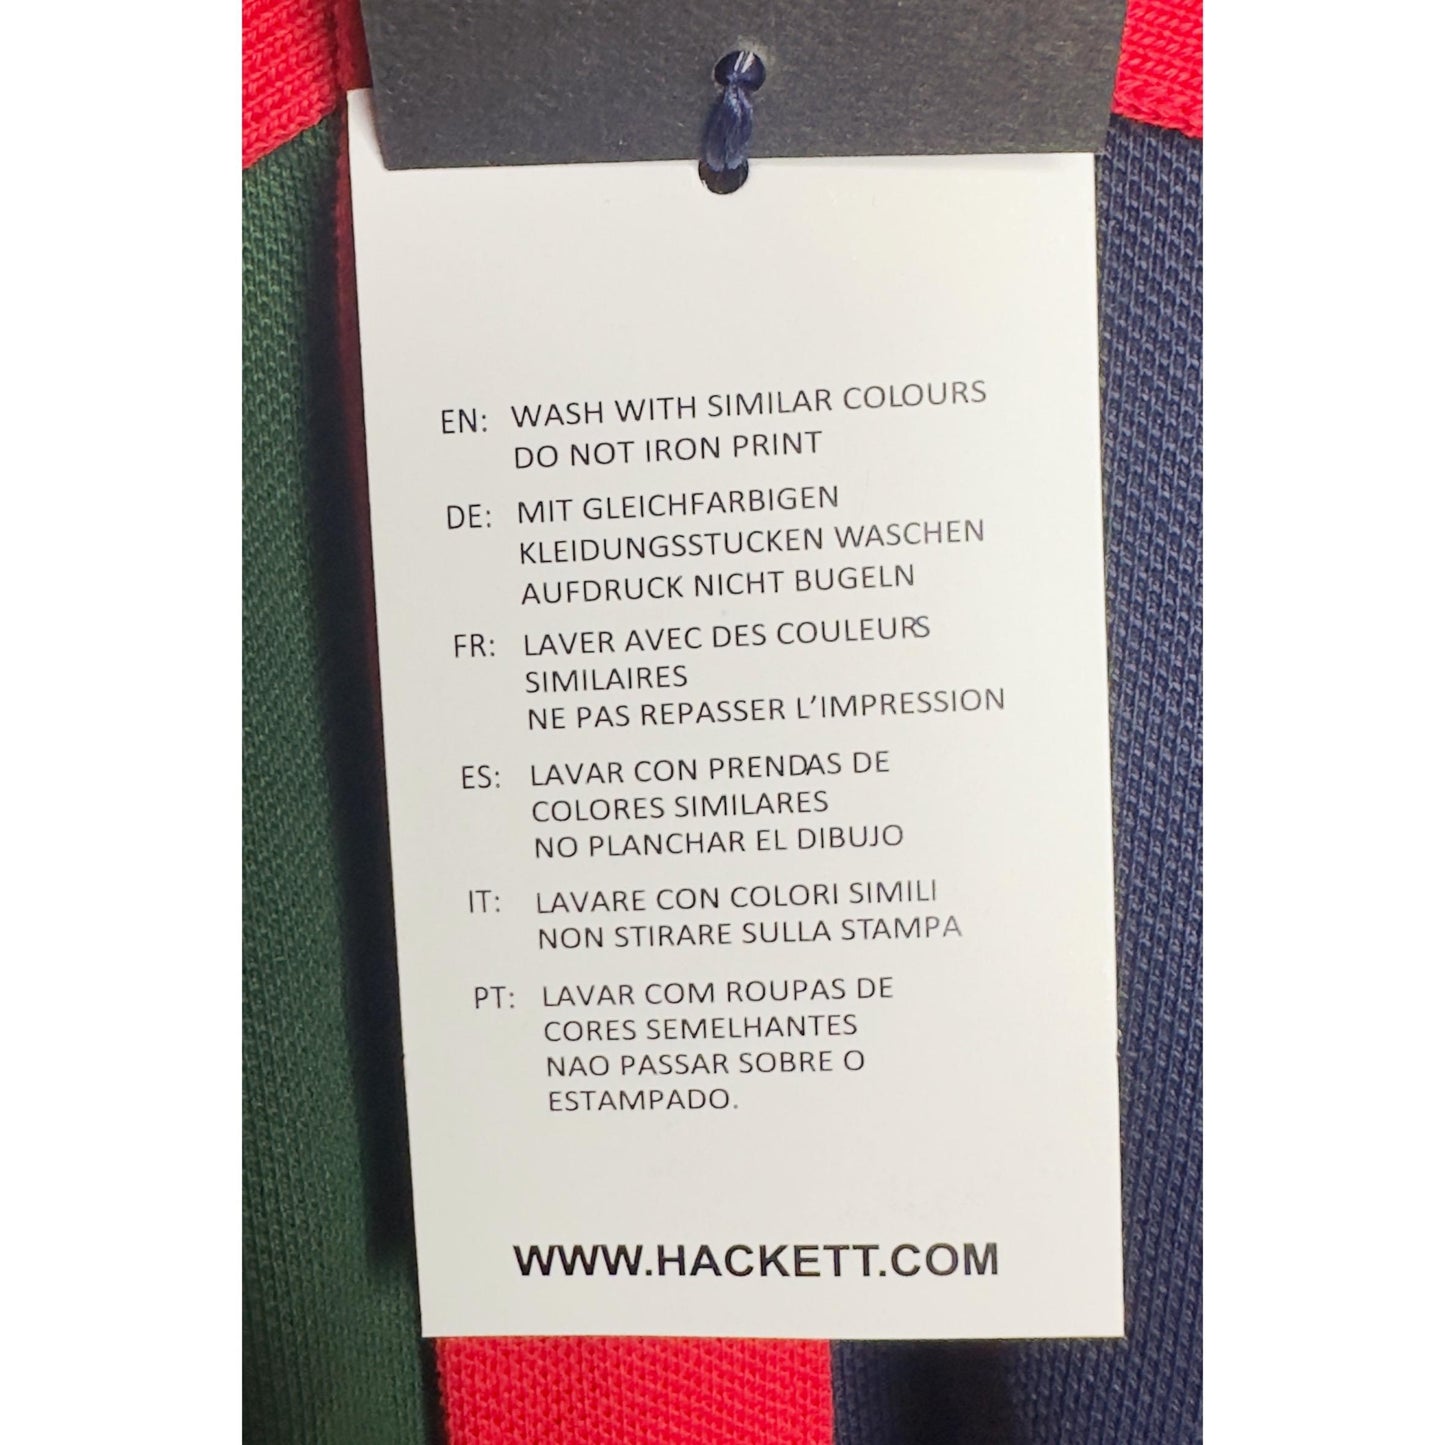 EN: WASH WITH SIMILAR COLOURS
DO NOT IRON PRINT
DE: MIT GLEICHFARBIGEN
KLEIDUNGSSTUCKEN WASCHEN
AUFDRUCK NICHT BUGELN
FR: LAVER AVEC DES COULEURS
SIMILAIRES
NE PAS REPASSER L'IMPRESSION
ES: LAVAR CON PRENDAS DE
COLORES SIMILARES
NO PLANCHAR EL DIBUJO
IT: LAVARE CON COLORI SIMILI
NON STIRARE SULLA STAMPA
PT: LAVAR COM ROUPAS DE
CORES SEMELHANTES
NAO PASSAR SOBRE O
ESTAMPADO.
WWW.HACKETT.COM